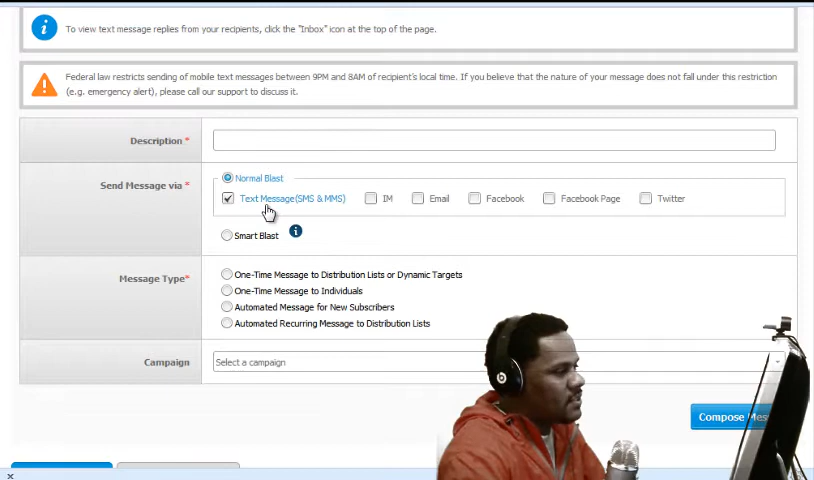 To view text message replies from your recipients, click the "Inbox" icon at the top of the page.
Federal law restricts sending of mobile text messages between 9PM and 8AM of recipient's local time. If you believe that the nature of your message does not fall under this restriction
(e.g. emergency alert), please call our support to discuss it.
Description *
Normal Blast
Send Message via *
Text Message(SMS & MMS) IM Email Facebook Facebook Page Twitter
Smart Blast
Message Type*
One-Time Message to Distribution Lists or Dynamic Targets
One-Time Message to Individuals
Automated Message for New Subscribers
Automated Recurring Message to Distribution Lists
Campaign
Select a campaign
Compose